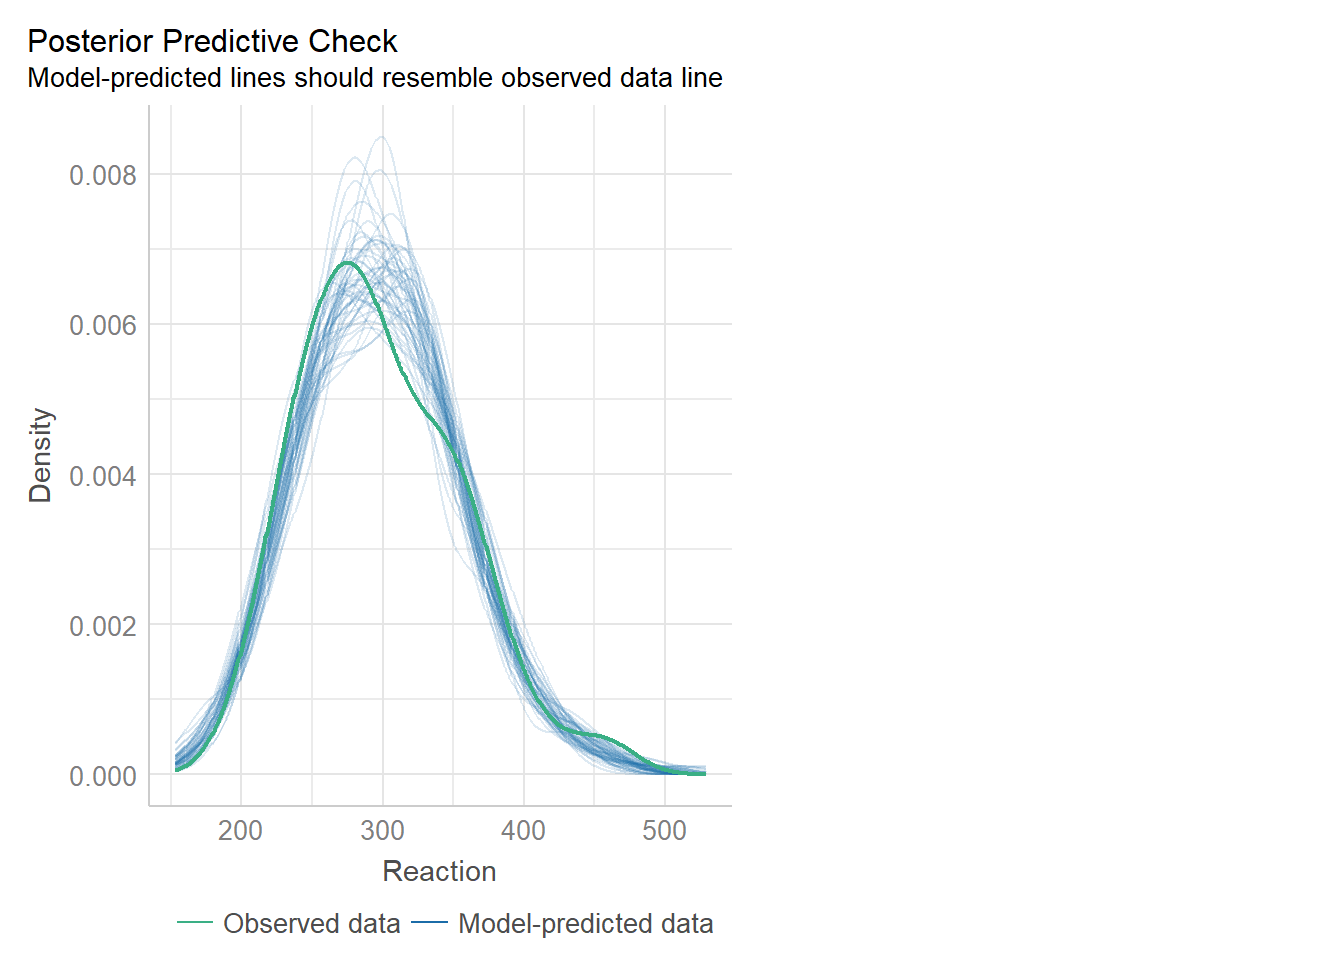 Posterior Predictive Check
Model-predicted lines should resemble observed data line
0.008
0.006
0.004
0.002
0.000
Density
200 300 400 500
Reaction
Observed data Model-predicted data